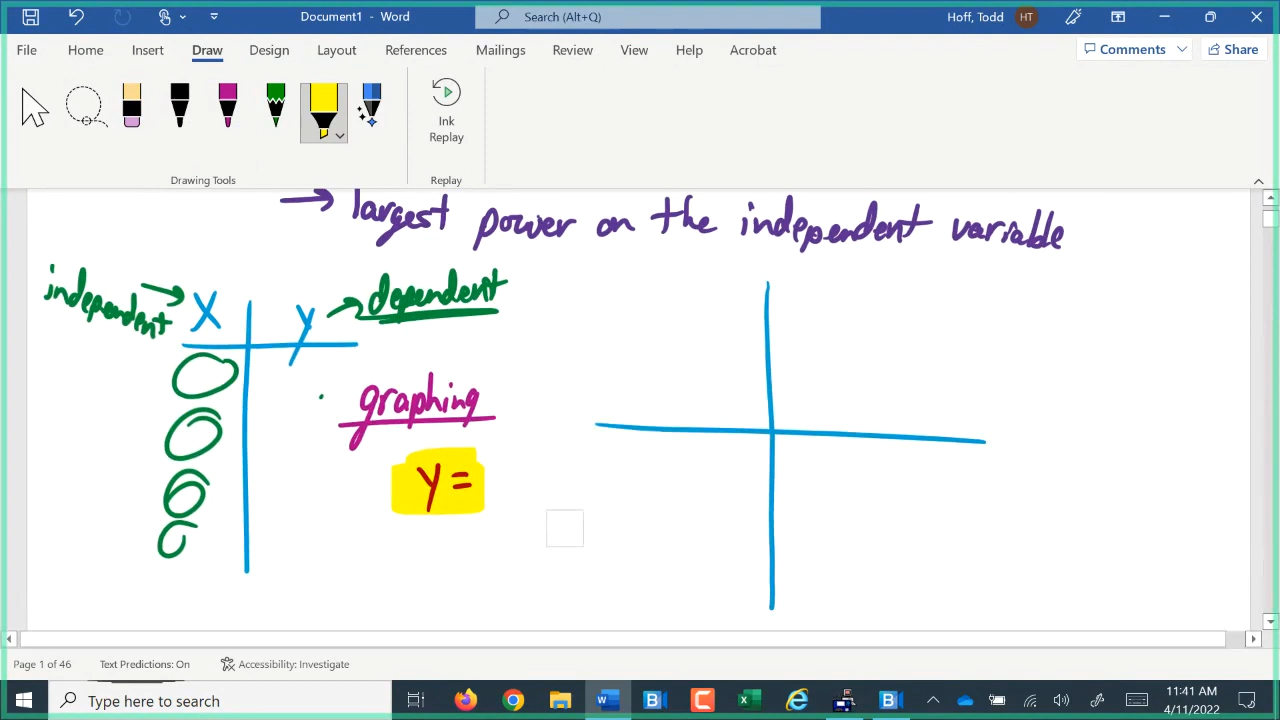 Document1 - Word
Search (Alt+Q)
Hoff, Todd
HT
File Home Insert Draw Design Layout References Mailings Review View Help Acrobat
Comments
Share
Ink
Replay
Drawing Tools
Replay
→ largest power on the independent variable
independent → X
y → dependent
graphing
y =
Page 1 of 46
Text Predictions: On
Accessibility: Investigate
Type here to search
11:41 AM
4/11/2022